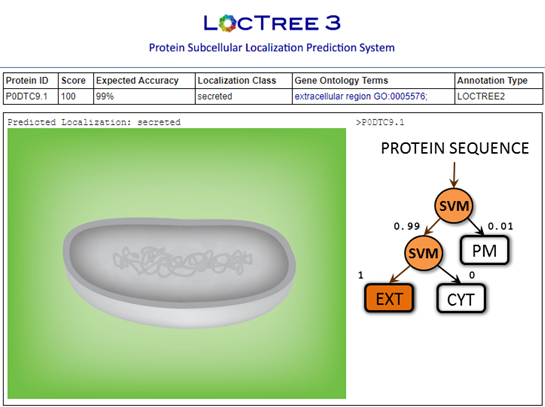 LOCTREE 3
Protein Subcellular Localization Prediction System
Protein ID Score Expected Accuracy Localization Class Gene Ontology Terms Annotation Type
P0DTC9.1 100 99% secreted extracellular region GO:0005576; LOCTREE2
Predicted Localization: secreted
>P0DTC9.1
PROTEIN SEQUENCE
SVM
0.99 0.01
SVM PM
1 0
EXT CYT